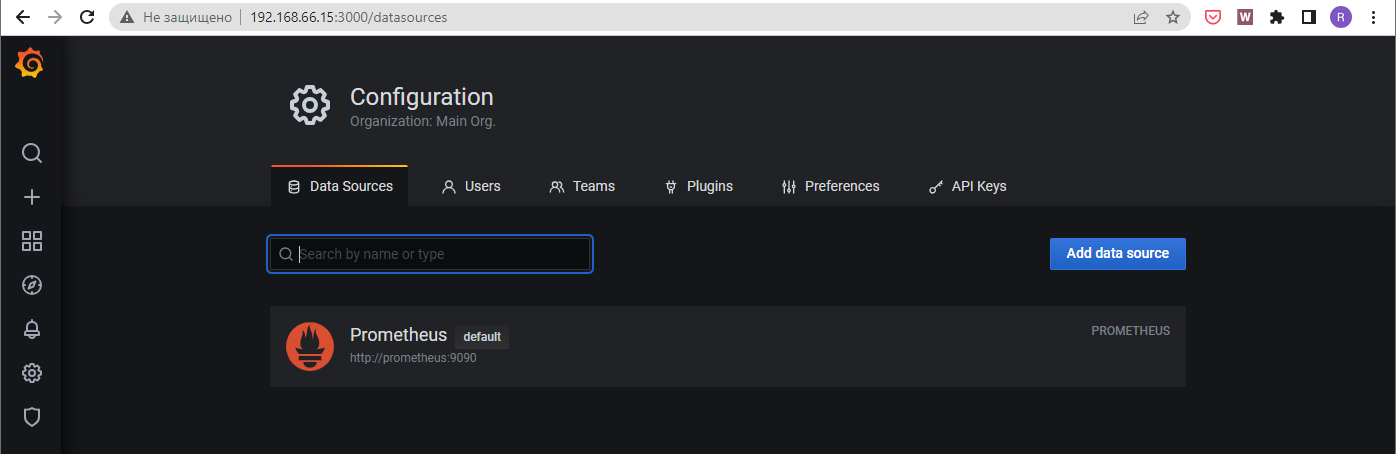 Не защищено 192.168.66.15:3000/datasources
W
R
Configuration
Organization: Main Org.
Data Sources Users Teams Plugins Preferences API Keys
Search by name or type
Add data source
Prometheus default
PROMETHEUS
http://prometheus:9090